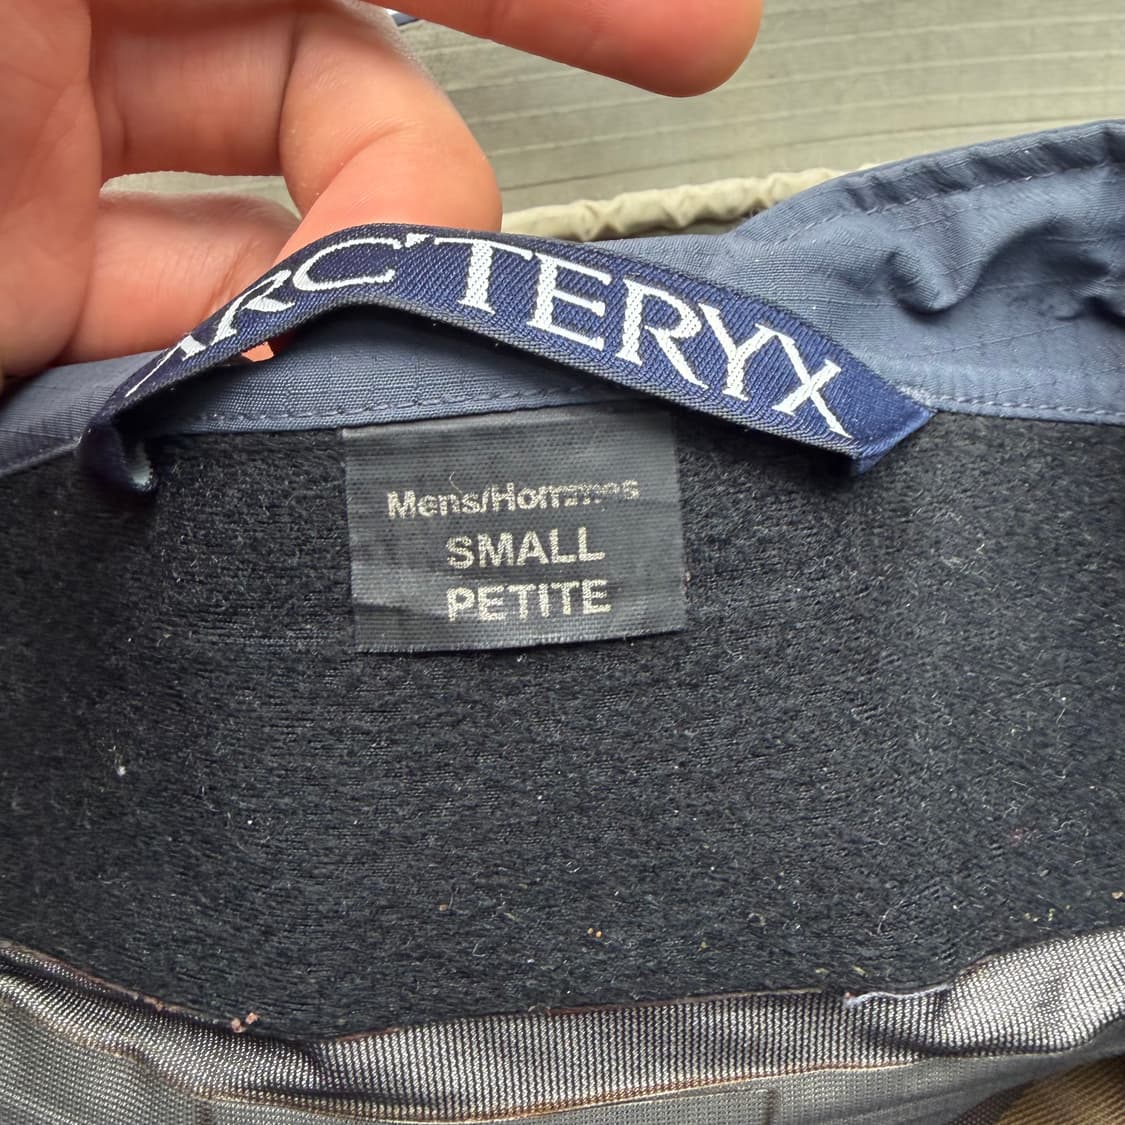 ARC'TERYX
Mens/Hommes
SMALL
PETITE